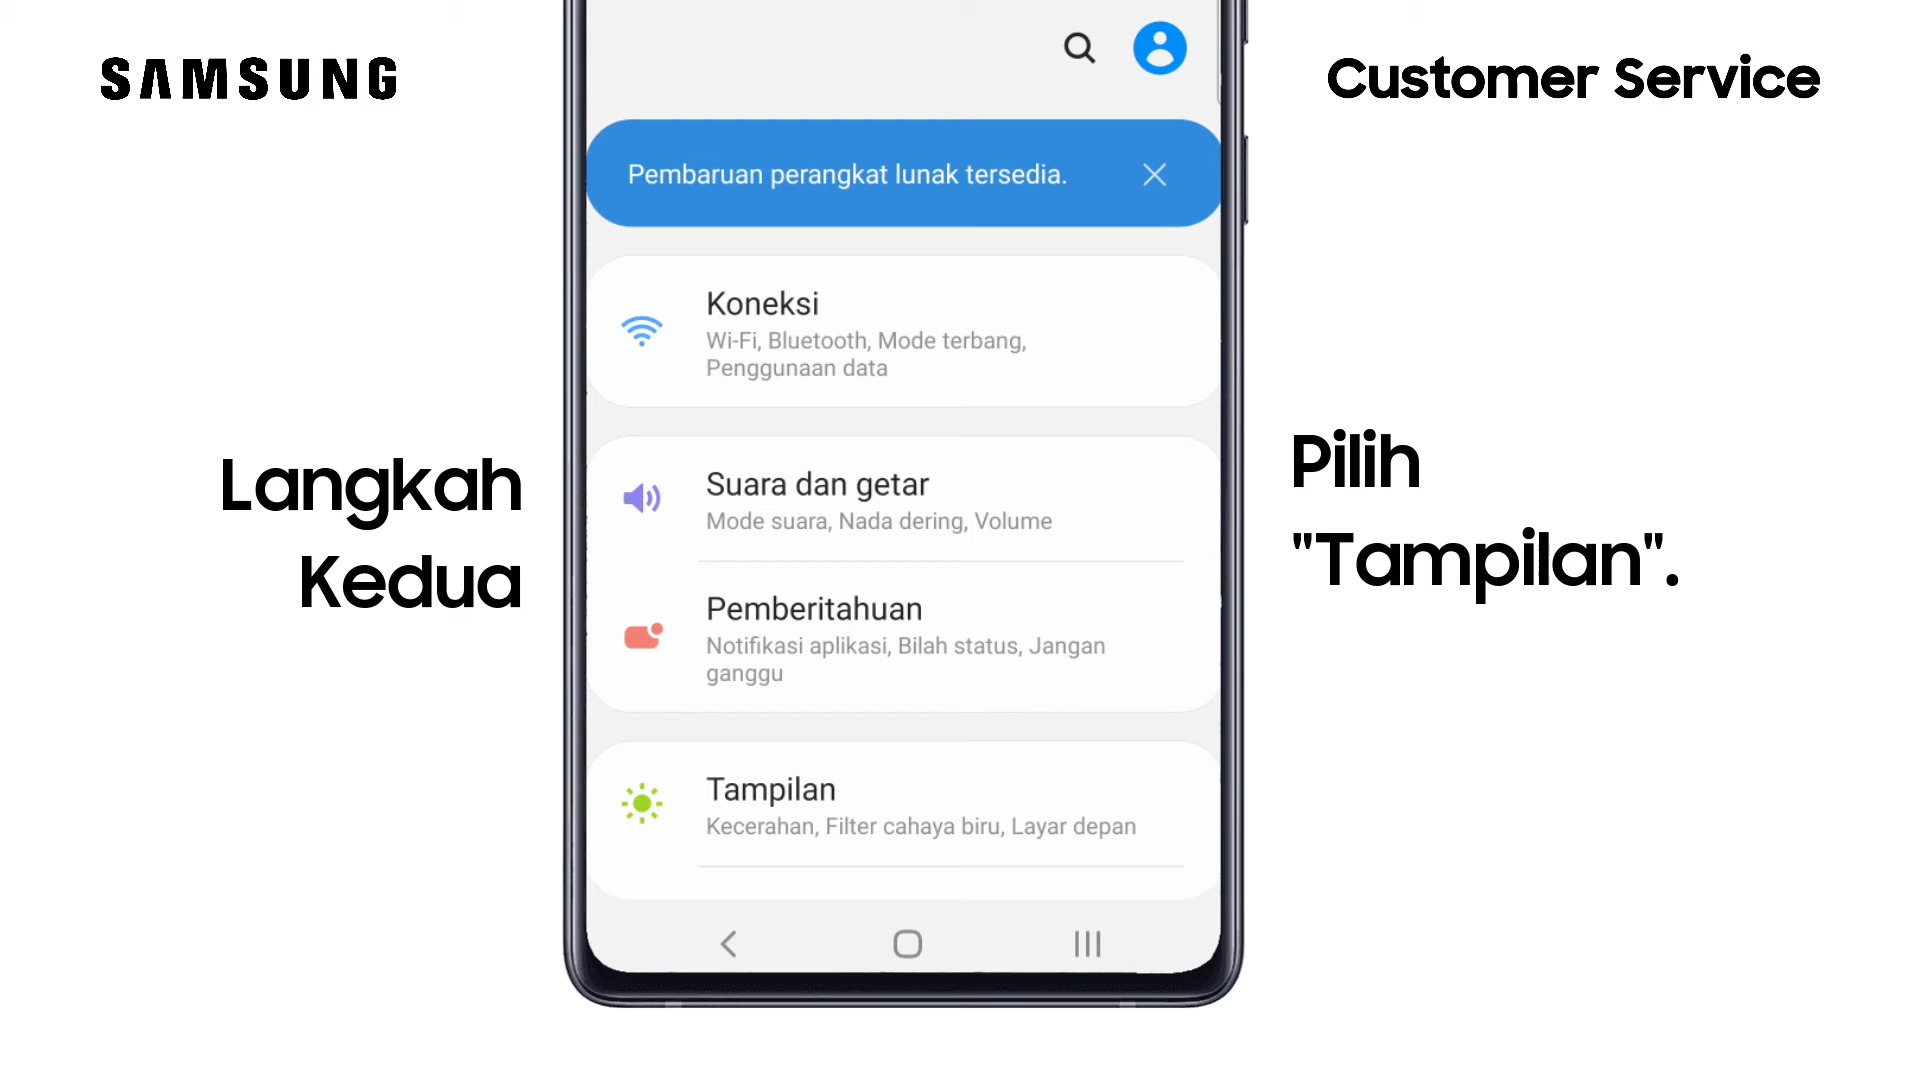 SAMSUNG
Customer Service
Pembaruan perangkat lunak tersedia.
Koneksi
Wi-Fi, Bluetooth, Mode terbang,
Penggunaan data
Langkah
Kedua
Suara dan getar
Mode suara, Nada dering, Volume
Pemberitahuan
Notifikasi aplikasi, Bilah status, Jangan
ganggu
Tampilan
Kecerahan, Filter cahaya biru, Layar depan
Pilih
"Tampilan".